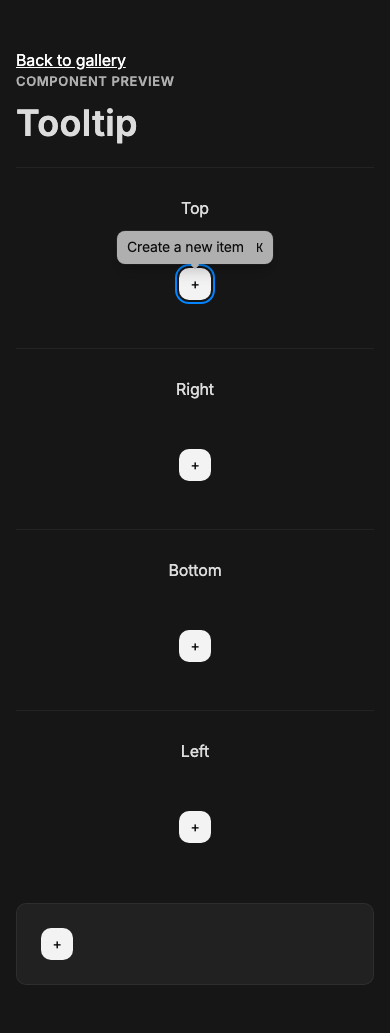 Back to gallery
COMPONENT PREVIEW
Tooltip
Top
Create a new item K
+
Right
+
Bottom
+
Left
+
+